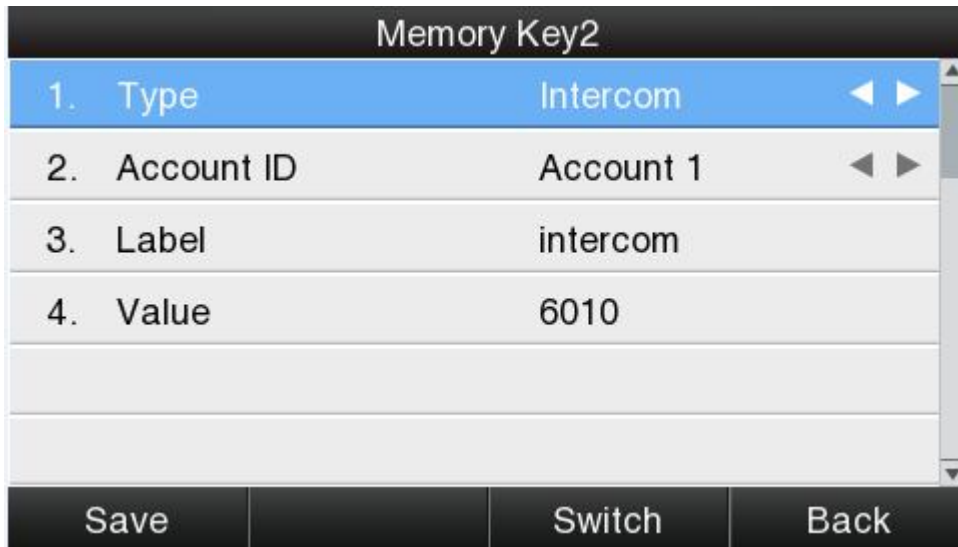 Memory Key2
1. Type Intercom
2. Account ID Account 1
3. Label intercom
4. Value 6010
Save Switch Back